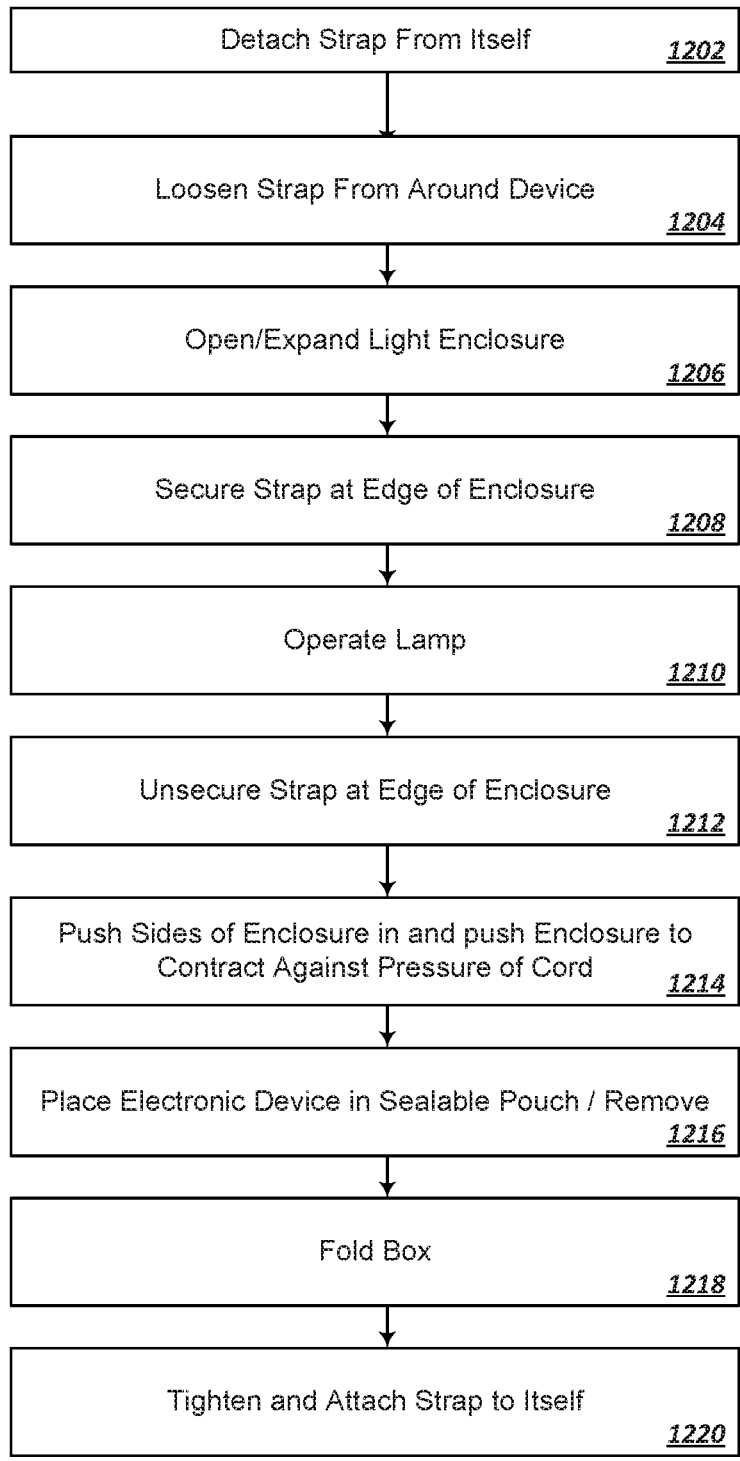 Detach Strap From Itself
1202
Loosen Strap From Around Device
1204
Open/Expand Light Enclosure
1206
Secure Strap at Edge of Enclosure
1208
Operate Lamp
1210
Unsecure Strap at Edge of Enclosure
1212
Push Sides of Enclosure in and push Enclosure to
Contract Against Pressure of Cord
1214
Place Electronic Device in Sealable Pouch / Remove
1216
Fold Box
1218
Tighten and Attach Strap to Itself
1220